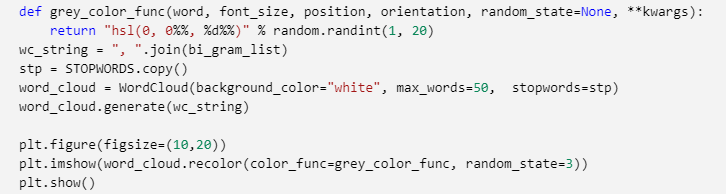 def grey_color_func(word, font_size, position, orientation, random_state=None, **kwargs):
    return "hsl(0, 0%%, %d%%)" % random.randint(1, 20)
wc_string = ", ".join(bi_gram_list)
stp = STOPWORDS.copy()
word_cloud = WordCloud(background_color="white", max_words=50,  stopwords=stp)
word_cloud.generate(wc_string)

plt.figure(figsize=(10,20))
plt.imshow(word_cloud.recolor(color_func=grey_color_func, random_state=3))
plt.show()